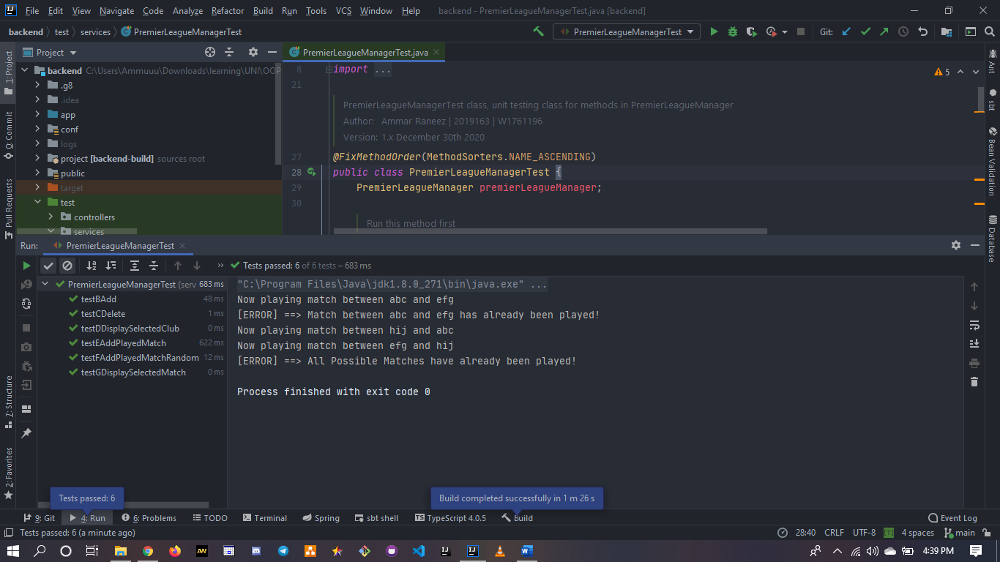 File Edit View Navigate Code Analyze Refactor Build Run Tools VCS Window Help backend - PremierLeagueManagerTest.java [backend]
backend test services PremierLeagueManagerTest PremierLeagueManagerTest Git:
Project PremierLeagueManagerTest.java
1: Project
0: Commit
Pull Requests
7: Structure
2: Favorites
backend C:\Users\Ammuuu\Downloads\learning\UNI\OOP
.g8
.idea
app
conf
logs
project [backend-build] sources root
public
target
test
controllers
services
8 import ...
5
21
PremierLeagueManagerTest class, unit testing class for methods in PremierLeagueManager
Author: Ammar Raneez | 2019163 | W1761196
Version: 1.x December 30th 2020
27 @FixMethodOrder(MethodSorters.NAME_ASCENDING)
28 public class PremierLeagueManagerTest {
29 PremierLeagueManager premierLeagueManager;
30
Run this method first
Ant
sbt
Bean Validation
Database
Run: PremierLeagueManagerTest
Tests passed: 6 of 6 tests – 683 ms
PremierLeagueManagerTest (serv 683 ms
testBAdd 48 ms
testCDelete 1 ms
testDDisplaySelectedClub 0 ms
testEAddPlayedMatch 622 ms
testFAddPlayedMatchRandom 12 ms
testGDisplaySelectedMatch 0 ms
"C:\Program Files\Java\jdk1.8.0_271\bin\java.exe" ...
Now playing match between abc and efg
[ERROR] ==> Match between abc and efg has already been played!
Now playing match between hij and abc
Now playing match between efg and hij
[ERROR] ==> All Possible Matches have already been played!
Process finished with exit code 0
Tests passed: 6
Build completed successfully in 1 m 26 s
9: Git 4: Run 6: Problems TODO Terminal Spring sbt shell TypeScript 4.0.5 Build Event Log
Tests passed: 6 (a minute ago) 28:40 CRLF UTF-8 4 spaces main
4:39 PM